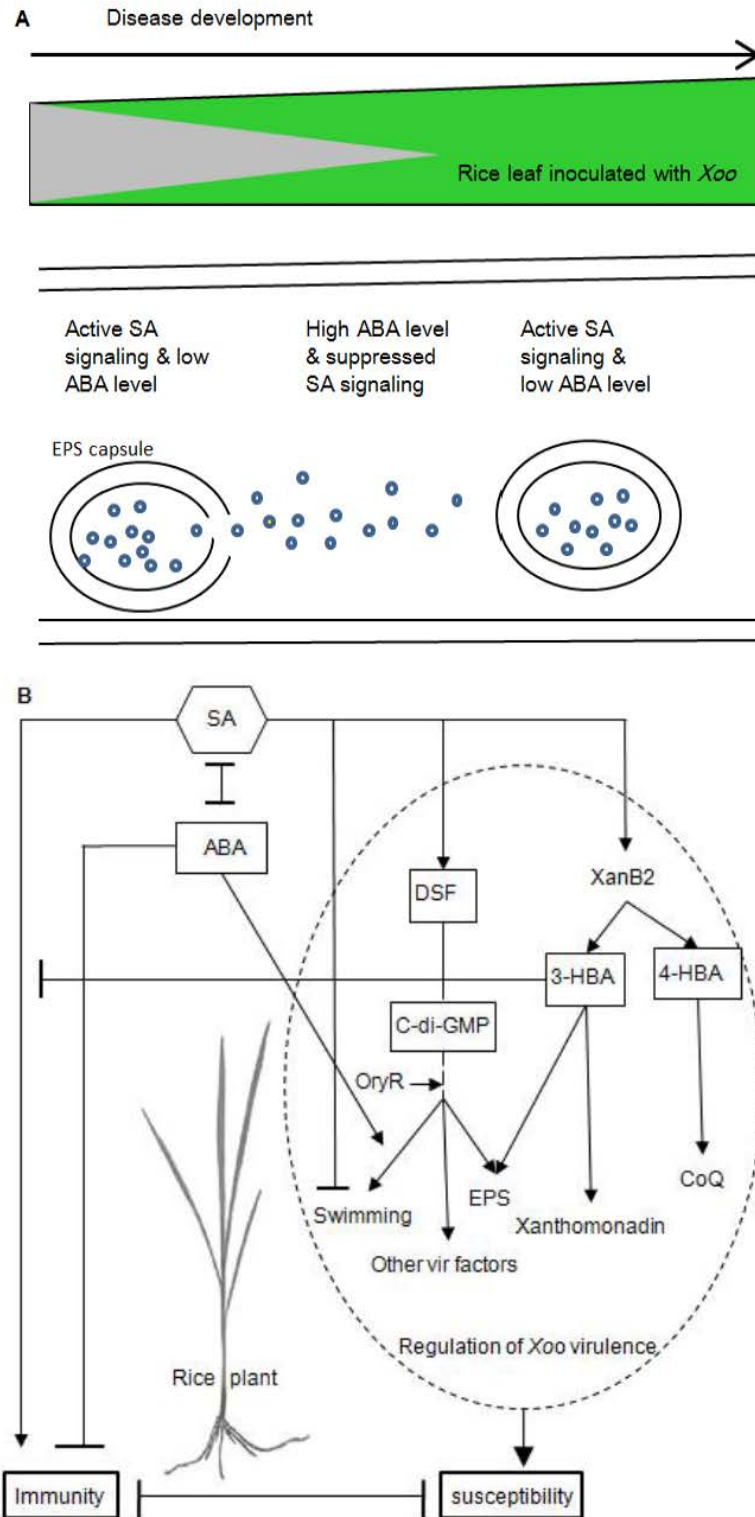 A
Disease development
Rice leaf inoculated with Xoo
Active SA
signaling & low
ABA level
High ABA level
& suppressed
SA signaling
Active SA
signaling &
low ABA level
EPS capsule
B
SA
ABA
DSF
XanB2
3-HBA
4-HBA
C-di-GMP
OryR
Swimming
EPS
CoQ
Xanthomonadin
Other vir factors
Regulation of Xoo virulence
Rice plant
Immunity
susceptibility